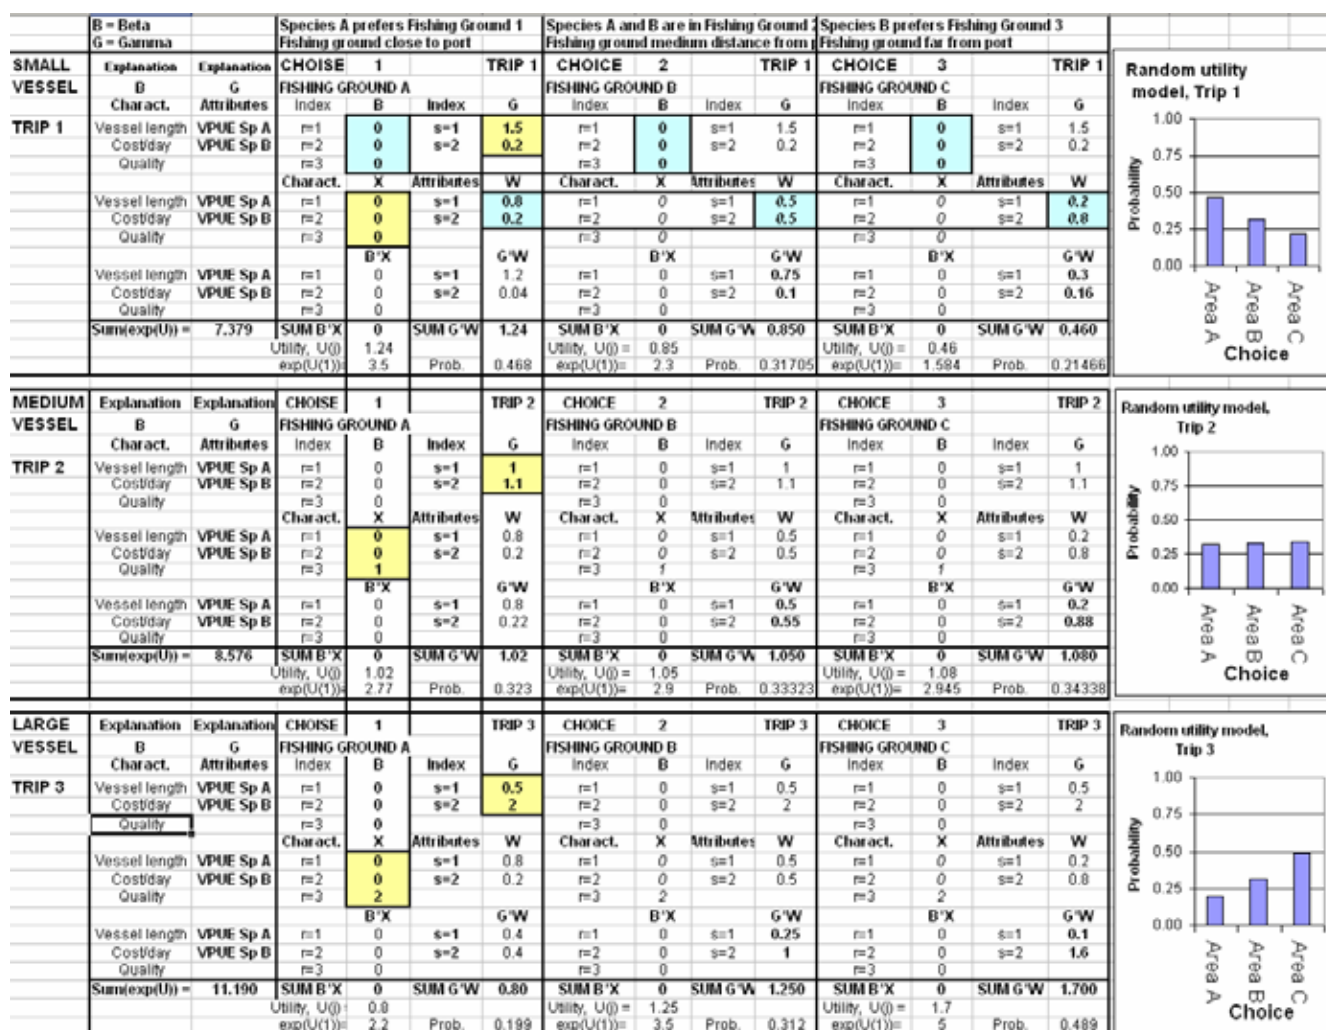 B = Beta Species A prefers Fishing Ground 1 Species A and B are in Fishing Ground 2 Species B prefers Fishing Ground 3
G = Gamma Fishing ground close to port Fishing ground medium distance from p Fishing ground far from port
SMALL Explanation Explanation CHOISE 1 TRIP 1 CHOICE 2 TRIP 1 CHOICE 3 TRIP 1
VESSEL B G FISHING GROUND A FISHING GROUND B FISHING GROUND C
Charact. Attributes Index B Index G Index B Index G Index B Index G
TRIP 1 Vessel length VPUE Sp A r=1 0 s=1 1.5 r=1 0 s=1 1.5 r=1 0 s=1 1.5
Cost/day VPUE Sp B r=2 0 s=2 0.2 r=2 0 s=2 0.2 r=2 0 s=2 0.2
Quality r=3 0 r=3 0 r=3 0
Charact. X Attributes W Charact. X Attributes W Charact. X Attributes W
Vessel length VPUE Sp A r=1 0 s=1 0.8 r=1 0 s=1 0.5 r=1 0 s=1 0.2
Cost/day VPUE Sp B r=2 0 s=2 0.2 r=2 0 s=2 0.5 r=2 0 s=2 0.8
Quality r=3 0 r=3 0 r=3 0
B'X G'W B'X G'W B'X G'W
Vessel length VPUE Sp A r=1 0 s=1 1.2 r=1 0 s=1 0.75 r=1 0 s=1 0.3
Cost/day VPUE Sp B r=2 0 s=2 0.04 r=2 0 s=2 0.1 r=2 0 s=2 0.16
Quality r=3 0 r=3 0 r=3 0
Sum(exp(U)) = 7.379 SUM B'X 0 SUM G'W 1.24 SUM B'X 0 SUM G'W 0.850 SUM B'X 0 SUM G'W 0.460
Utility, U(j) 1.24 Utility, U(j) = 0.85 Utility, U(j) = 0.46
exp(U(1))= 3.5 Prob. 0.468 exp(U(1))= 2.3 Prob. 0.31705 exp(U(1))= 1.584 Prob. 0.21466
Random utility
model, Trip 1
1.00
0.75
0.50
0.25
0.00
Probability
Area A
Area B
Area C
Choice
MEDIUM Explanation Explanation CHOISE 1 TRIP 2 CHOICE 2 TRIP 2 CHOICE 3 TRIP 2
VESSEL B G FISHING GROUND A FISHING GROUND B FISHING GROUND C
Charact. Attributes Index B Index G Index B Index G Index B Index G
TRIP 2 Vessel length VPUE Sp A r=1 0 s=1 1 r=1 0 s=1 1 r=1 0 s=1 1
Cost/day VPUE Sp B r=2 0 s=2 1.1 r=2 0 s=2 1.1 r=2 0 s=2 1.1
Quality r=3 0 r=3 0 r=3 0
Charact. X Attributes W Charact. X Attributes W Charact. X Attributes W
Vessel length VPUE Sp A r=1 0 s=1 0.8 r=1 0 s=1 0.5 r=1 0 s=1 0.2
Cost/day VPUE Sp B r=2 0 s=2 0.2 r=2 0 s=2 0.5 r=2 0 s=2 0.8
Quality r=3 1 r=3 1 r=3 1
B'X G'W B'X G'W B'X G'W
Vessel length VPUE Sp A r=1 0 s=1 0.8 r=1 0 s=1 0.5 r=1 0 s=1 0.2
Cost/day VPUE Sp B r=2 0 s=2 0.22 r=2 0 s=2 0.55 r=2 0 s=2 0.88
Quality r=3 0 r=3 0 r=3 0
Sum(exp(U)) = 8.576 SUM B'X 0 SUM G'W 1.02 SUM B'X 0 SUM G'W 1.050 SUM B'X 0 SUM G'W 1.080
Utility, U(j) 1.02 Utility, U(j) = 1.05 Utility, U(j) = 1.08
exp(U(1))= 2.77 Prob. 0.323 exp(U(1))= 2.9 Prob. 0.33323 exp(U(1))= 2.945 Prob. 0.34338
Random utility model,
Trip 2
1.00
0.75
0.50
0.25
0.00
Probability
Area A
Area B
Area C
Choice
LARGE Explanation Explanation CHOISE 1 TRIP 3 CHOICE 2 TRIP 3 CHOICE 3 TRIP 3
VESSEL B G FISHING GROUND A FISHING GROUND B FISHING GROUND C
Charact. Attributes Index B Index G Index B Index G Index B Index G
TRIP 3 Vessel length VPUE Sp A r=1 0 s=1 0.5 r=1 0 s=1 0.5 r=1 0 s=1 0.5
Cost/day VPUE Sp B r=2 0 s=2 2 r=2 0 s=2 2 r=2 0 s=2 2
Quality r=3 0 r=3 0 r=3 0
Charact. X Attributes W Charact. X Attributes W Charact. X Attributes W
Vessel length VPUE Sp A r=1 0 s=1 0.8 r=1 0 s=1 0.5 r=1 0 s=1 0.2
Cost/day VPUE Sp B r=2 0 s=2 0.2 r=2 0 s=2 0.5 r=2 0 s=2 0.8
Quality r=3 2 r=3 2 r=3 2
B'X G'W B'X G'W B'X G'W
Vessel length VPUE Sp A r=1 0 s=1 0.4 r=1 0 s=1 0.25 r=1 0 s=1 0.1
Cost/day VPUE Sp B r=2 0 s=2 0.4 r=2 0 s=2 1 r=2 0 s=2 1.6
Quality r=3 0 r=3 0 r=3 0
Sum(exp(U)) = 11.190 SUM B'X 0 SUM G'W 0.80 SUM B'X 0 SUM G'W 1.250 SUM B'X 0 SUM G'W 1.700
Utility, U(j) 0.8 Utility, U(j) = 1.25 Utility, U(j) = 1.7
exp(U(1))= 2.2 Prob. 0.199 exp(U(1))= 3.5 Prob. 0.312 exp(U(1))= 5 Prob. 0.489
Random utility model,
Trip 3
1.00
0.75
0.50
0.25
0.00
Probability
Area A
Area B
Area C
Choice